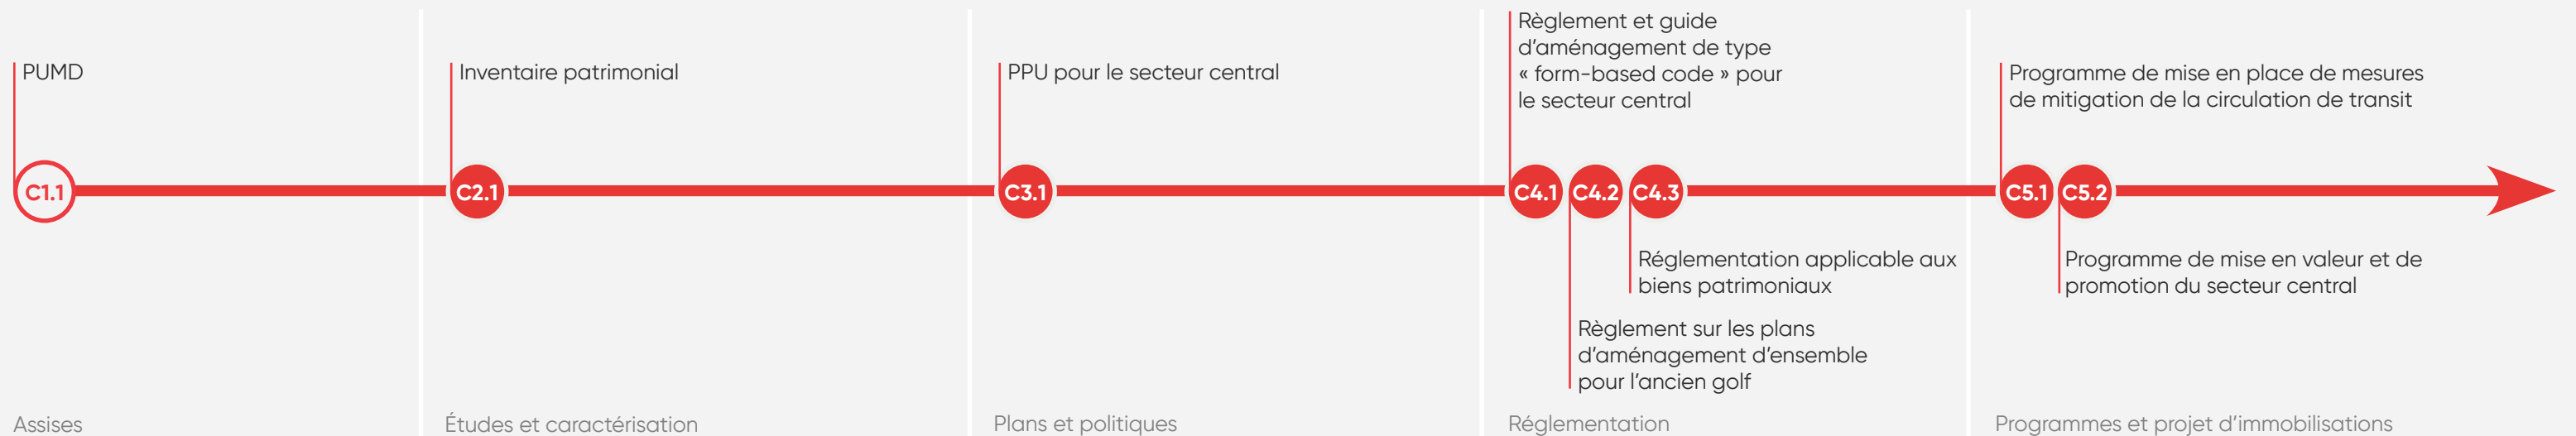 PUMD
C1.1
Assises
Inventaire patrimonial
C2.1
Études et caractérisation
PPU pour le secteur central
C3.1
Plans et politiques
Règlement et guide
d’aménagement de type
« form-based code » pour
le secteur central
C4.1
C4.2
C4.3
Réglementation applicable aux
biens patrimoniaux
Règlement sur les plans
d’aménagement d’ensemble
pour l’ancien golf
Réglementation
Programme de mise en place de mesures
de mitigation de la circulation de transit
C5.1
C5.2
Programme de mise en valeur et de
promotion du secteur central
Programmes et projet d’immobilisations